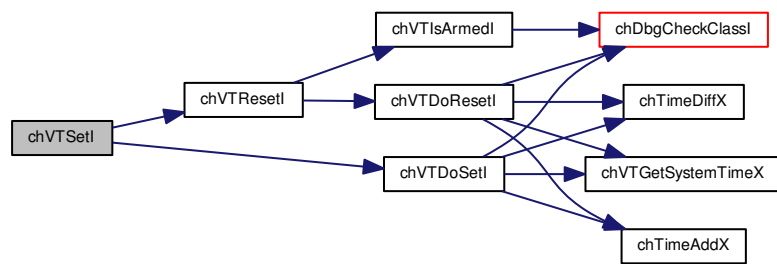 chVTSetI
chVTResetI
chVTIsArmedI
chVTDoResetI
chVTDoSetI
chDbgCheckClassI
chTimeDiffX
chVTGetSystemTimeX
chTimeAddX